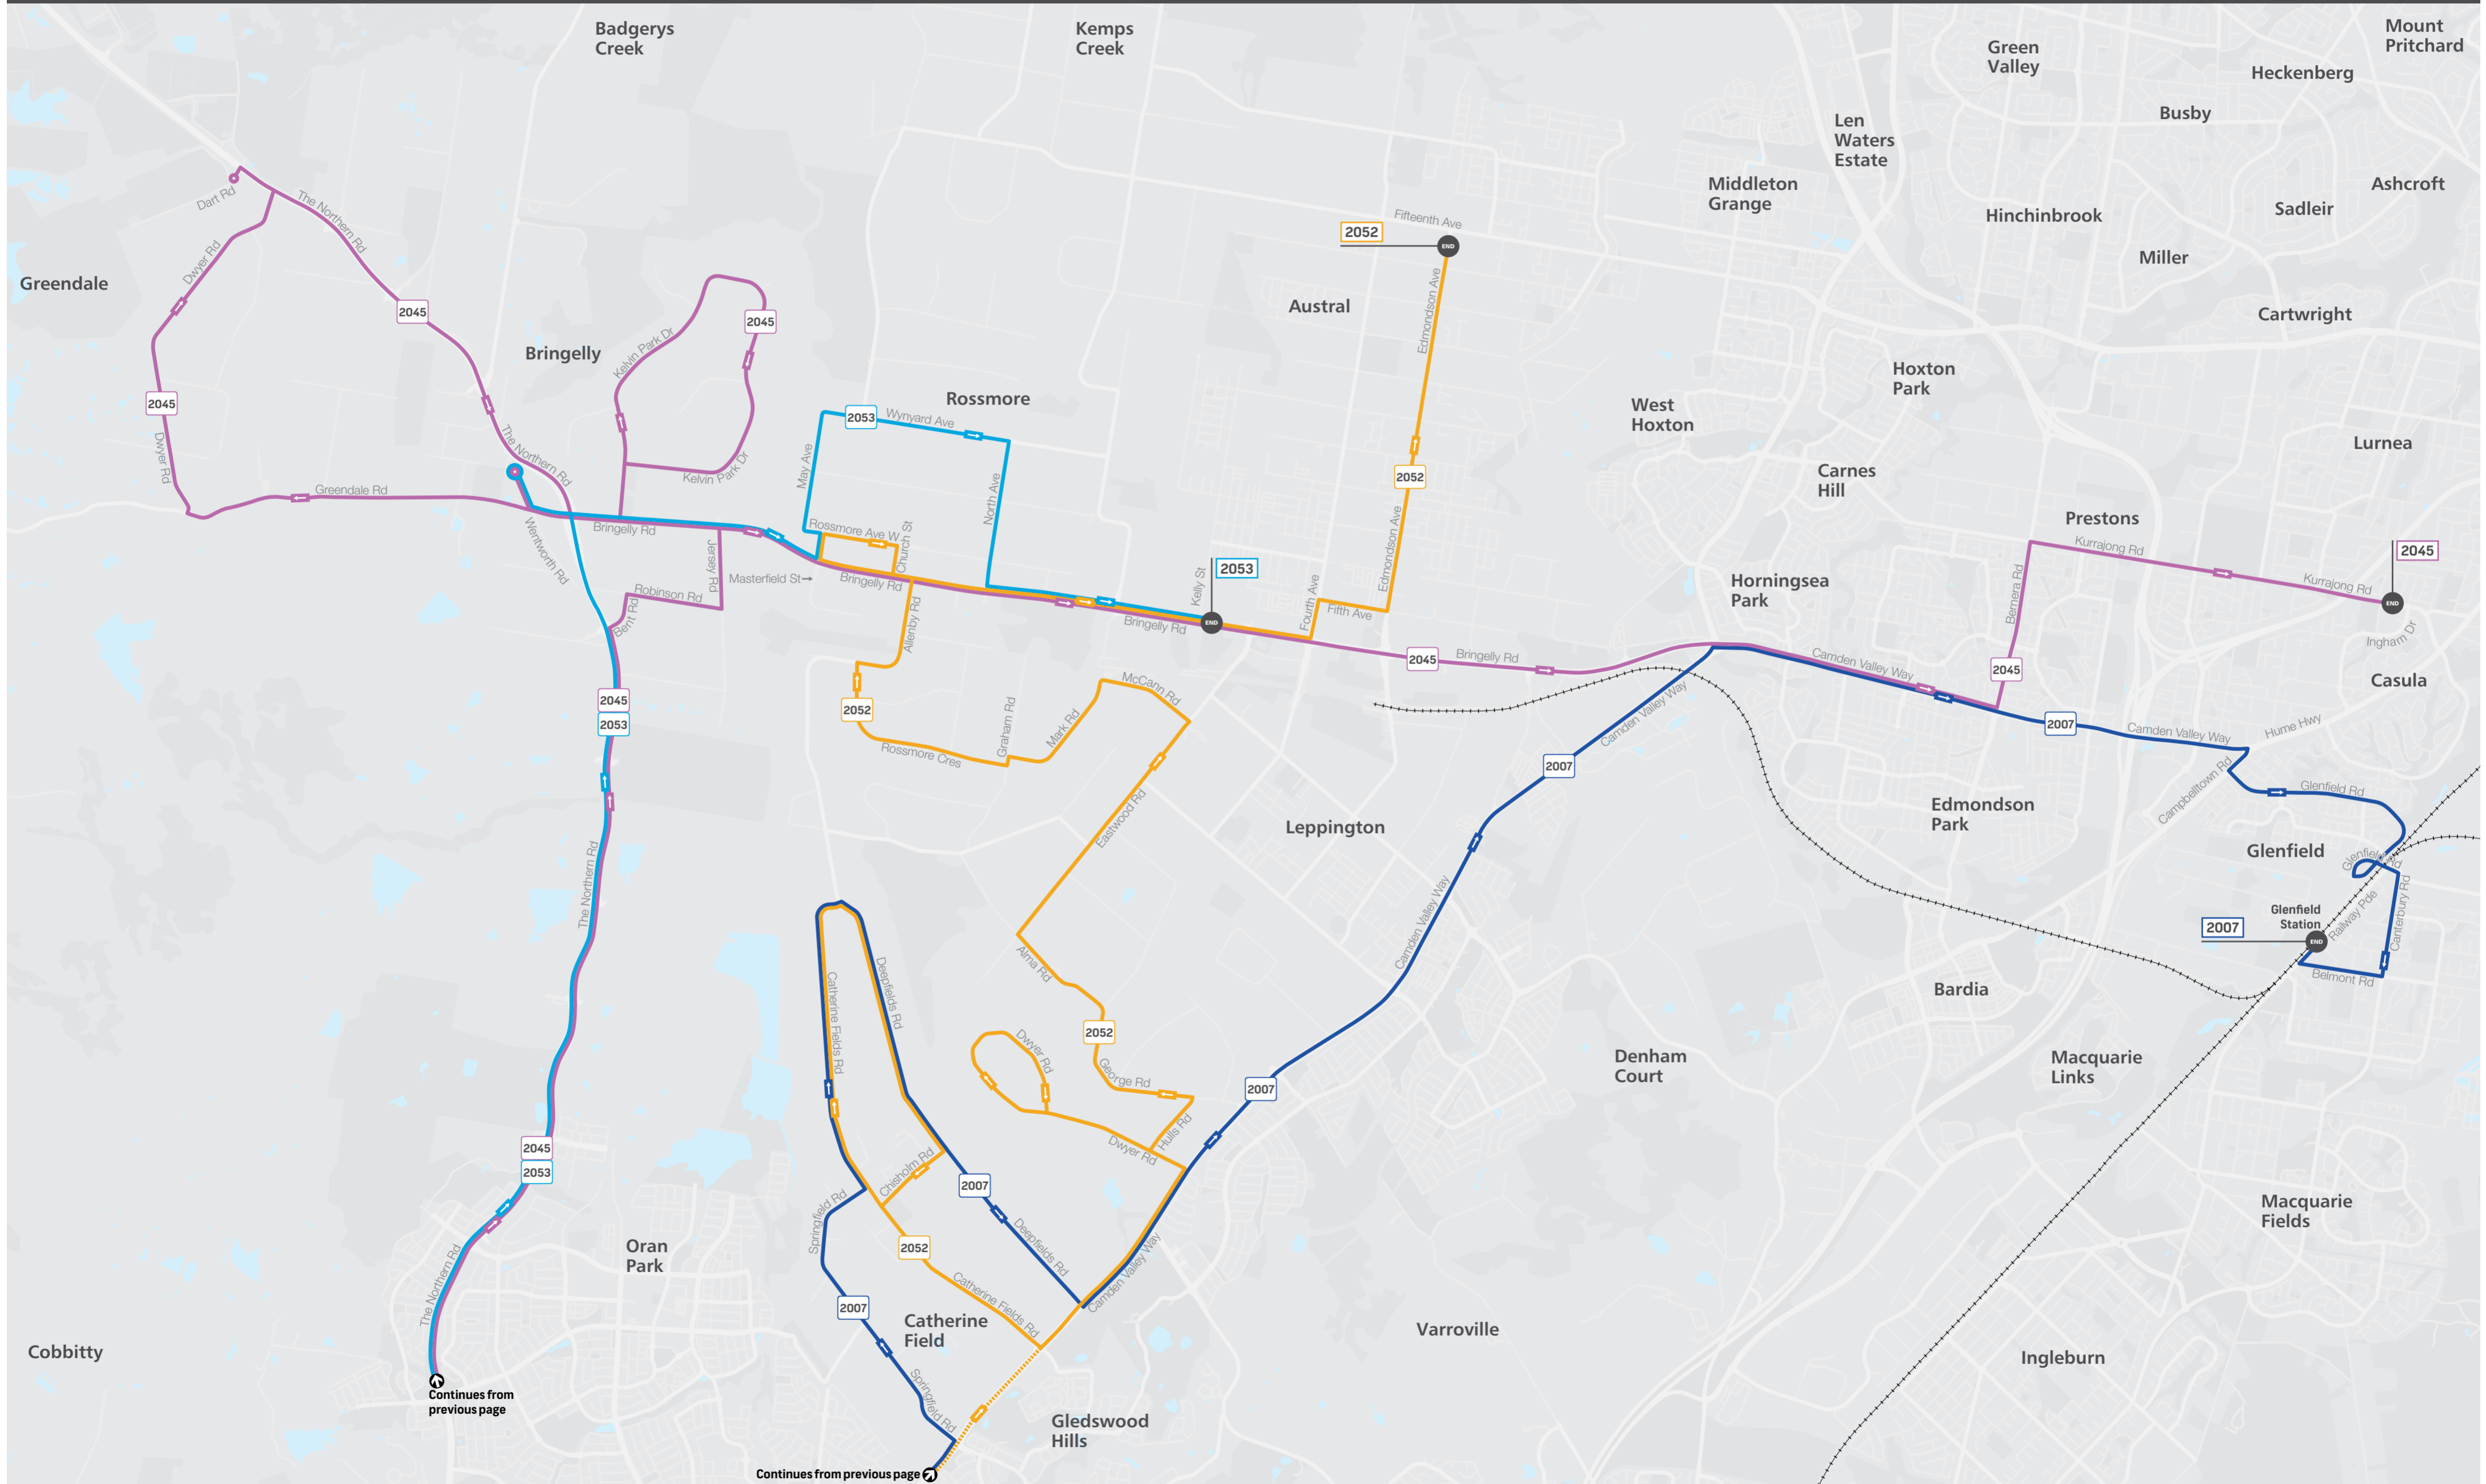 Badgerys
Creek
Kemps
Creek
Green
Valley
Mount
Pritchard
Heckenberg
Busby
Len
Waters
Estate
Middleton
Grange
Ashcroft
Sadleir
Hinchinbrook
Miller
Dart Rd
The Northern Rd
Fifteenth Ave
2052
END
Dwyer Rd
Greendale
2045
2045
Bringelly
Kelvin Park Dr
Austral
Edmondson Ave
Cartwright
Hoxton
Park
2045
Rossmore
2053
Wynyard Ave
West
Hoxton
Lurnea
Dwyer Rd
The Northern Rd
May Ave
Kelvin Park Dr
North Ave
2052
Carnes
Hill
Greendale Rd
Prestons
Wentworth Rd
Bringelly Rd
Rossmore Ave W
Church St
Edmondson Ave
Kurrajong Rd
2045
Jersey Rd
Masterfield St
Bringelly Rd
Kelly St
2053
Horningsea
Park
Bernera Rd
Kurrajong Rd
END
Robinson Rd
Bent Rd
Allenby Rd
Bringelly Rd
END
Fourth Ave
Fifth Ave
Ingham Dr
2045
Bringelly Rd
Camden Valley Way
2045
Casula
2045
2053
2052
McCann Rd
Graham Rd
Mark Rd
Rossmore Cres
Camden Valley Way
2007
2007
Camden Valley Way
Hume Hwy
Campbelltown Rd
Glenfield Rd
Eastwood Rd
Leppington
Edmondson
Park
Glenfield
Glenfield Rd
The Northern Rd
Camden Valley Way
Glenfield
Station
2007
END
Railway Pde
Canterbury Rd
Belmont Rd
Catherine Fields Rd
Deepfields Rd
Alma Rd
Bardia
2052
Dwyer Rd
George Rd
2007
Denham
Court
Macquarie
Links
2045
2053
Chisholm Rd
Dwyer Rd
Hulls Rd
2007
Springfield Rd
Macquarie
Fields
The Northern Rd
Oran
Park
2052
Deepfields Rd
Camden Valley Way
Catherine Fields Rd
2007
Catherine
Field
Varroville
Cobbitty
Ingleburn
Continues from
previous page
Springfield Rd
Gledswood
Hills
Continues from previous page